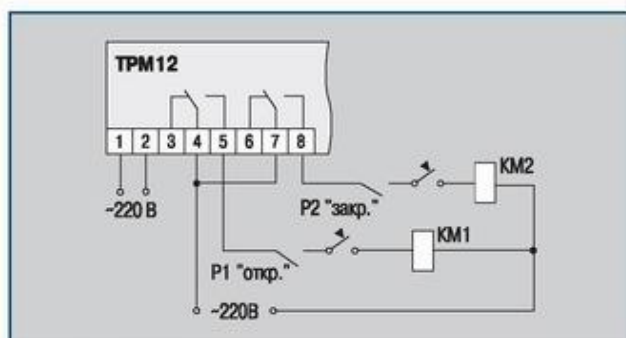 ТРМ12
1 2 3 4 5 6 7 8
~220 В
Р2 "закр."
КМ2
Р1 "откр."
КМ1
~220В